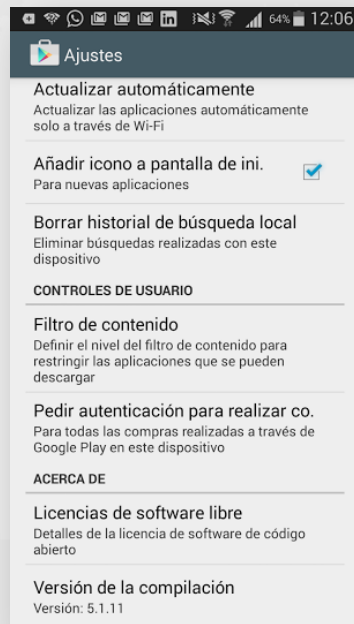 64% 12:06
Ajustes
Actualizar automáticamente
Actualizar las aplicaciones automáticamente
solo a través de Wi-Fi
Añadir icono a pantalla de ini.
Para nuevas aplicaciones
Borrar historial de búsqueda local
Eliminar búsquedas realizadas con este
dispositivo
CONTROLES DE USUARIO
Filtro de contenido
Definir el nivel del filtro de contenido para
restringir las aplicaciones que se pueden
descargar
Pedir autenticación para realizar co.
Para todas las compras realizadas a través de
Google Play en este dispositivo
ACERCA DE
Licencias de software libre
Detalles de la licencia de software de código
abierto
Versión de la compilación
Versión: 5.1.11